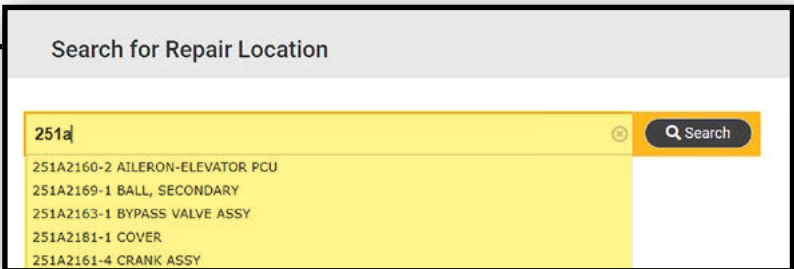 Search for Repair Location
251a Search
251A2160-2 AILERON-ELEVATOR PCU
251A2169-1 BALL, SECONDARY
251A2163-1 BYPASS VALVE ASSY
251A2181-1 COVER
251A2161-4 CRANK ASSY